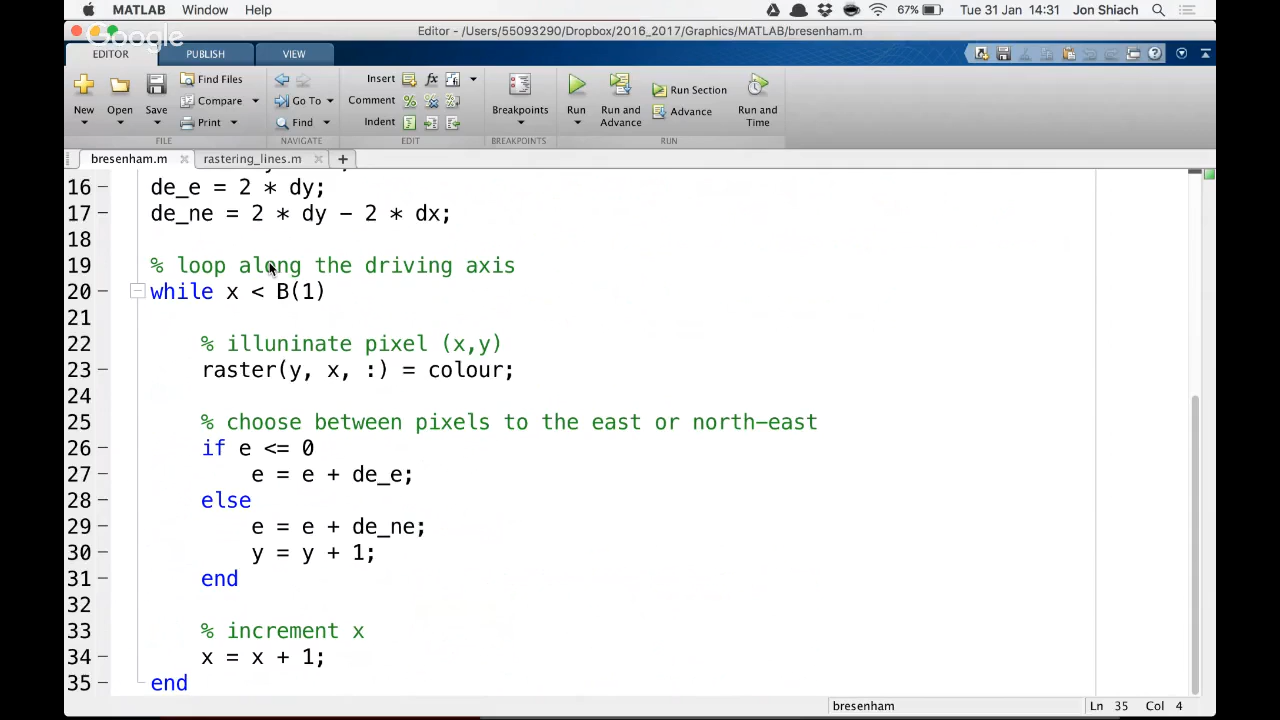 MATLAB Window Help 67% Tue 31 Jan 14:31 Jon Shiach
Google
Editor - /Users/55093290/Dropbox/2016_2017/Graphics/MATLAB/bresenham.m
EDITOR PUBLISH VIEW
New Open Save Find Files Compare Print Go To Find Insert Comment Indent Breakpoints Run Run and Advance Run Section Advance Run and Time
FILE NAVIGATE EDIT BREAKPOINTS RUN
bresenham.m rastering_lines.m
16 de_e = 2 * dy;
17 de_ne = 2 * dy - 2 * dx;
18
19 % loop along the driving axis
20 while x < B(1)
21
22 % illuninate pixel (x,y)
23 raster(y, x, :) = colour;
24
25 % choose between pixels to the east or north-east
26 if e <= 0
27 e = e + de_e;
28 else
29 e = e + de_ne;
30 y = y + 1;
31 end
32
33 % increment x
34 x = x + 1;
35 end
bresenham Ln 35 Col 4